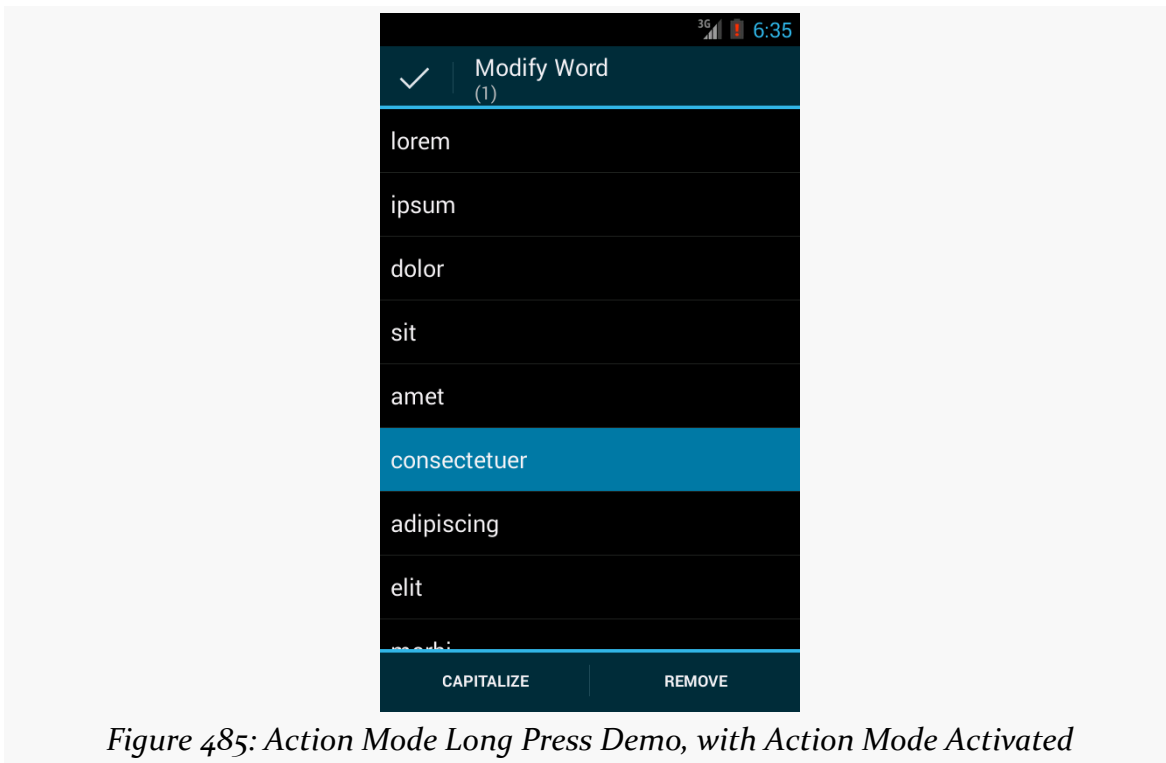 3G 6:35
Modify Word
(1)
lorem
ipsum
dolor
sit
amet
consectetuer
adipiscing
elit
morbi
CAPITALIZE REMOVE
Figure 485: Action Mode Long Press Demo, with Action Mode Activated